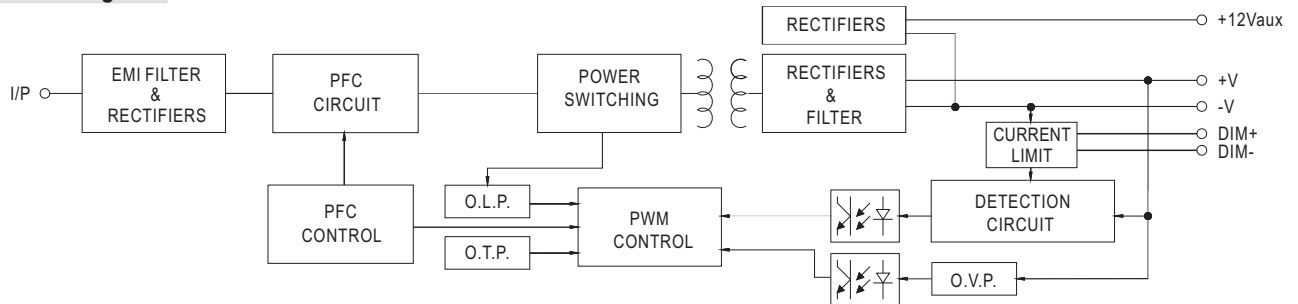 RECTIFIERS
+12Vaux
I/P
EMI FILTER
&
RECTIFIERS
PFC
CIRCUIT
POWER
SWITCHING
RECTIFIERS
&
FILTER
+V
-V
CURRENT
LIMIT
DIM+
DIM-
PFC
CONTROL
O.L.P.
O.T.P.
PWM
CONTROL
DETECTION
CIRCUIT
O.V.P.